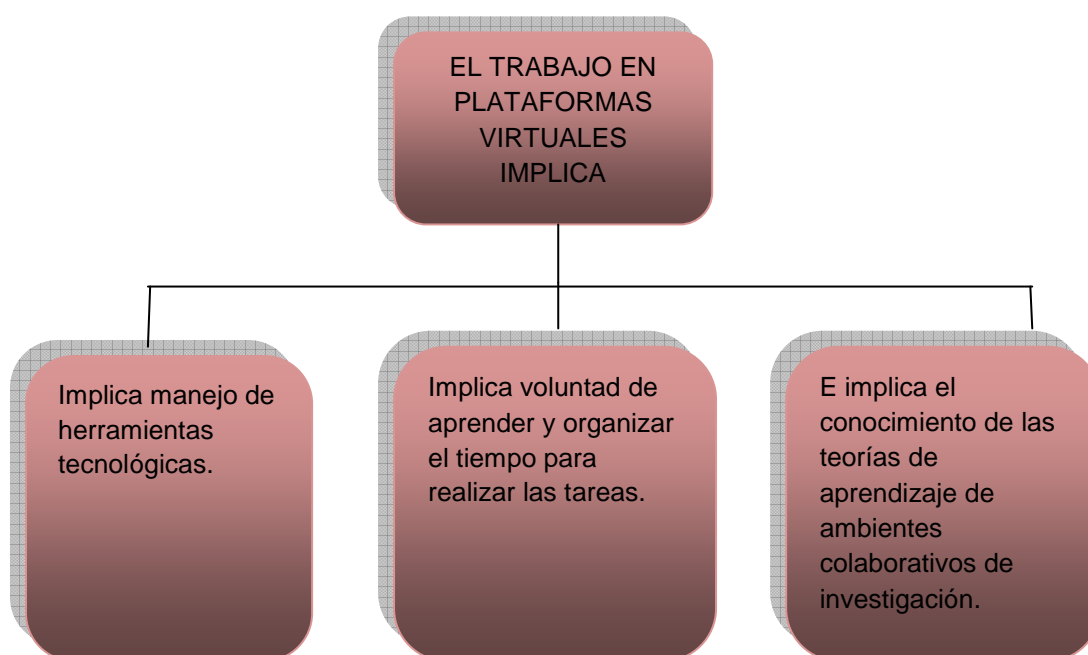 EL TRABAJO EN
PLATAFORMAS
VIRTUALES
IMPLICA
Implica manejo de
herramientas
tecnológicas.
Implica voluntad de
aprender y organizar
el tiempo para
realizar las tareas.
E implica el
conocimiento de las
teorías de
aprendizaje de
ambientes
colaborativos de
investigación.